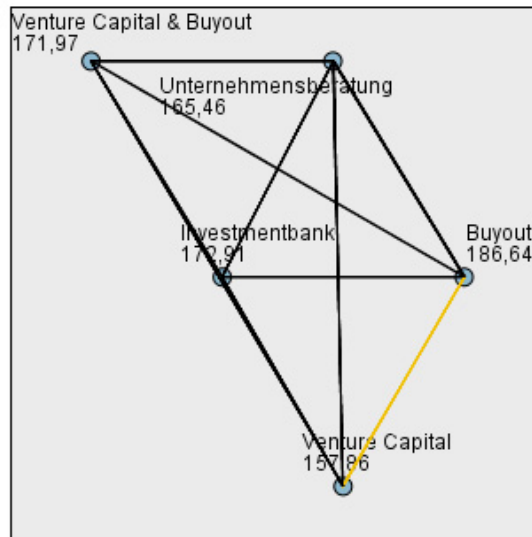 Venture Capital & Buyout
171,97
Unternehmensberatung
165,46
Investmentbank
172,91
Buyout
186,64
Venture Capital
157,86